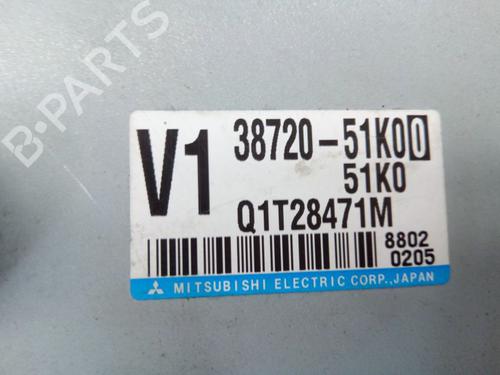 B-PARTS
V1
38720-51K00
51K0
Q1T28471M
8802
0205
MITSUBISHI ELECTRIC CORP., JAPAN